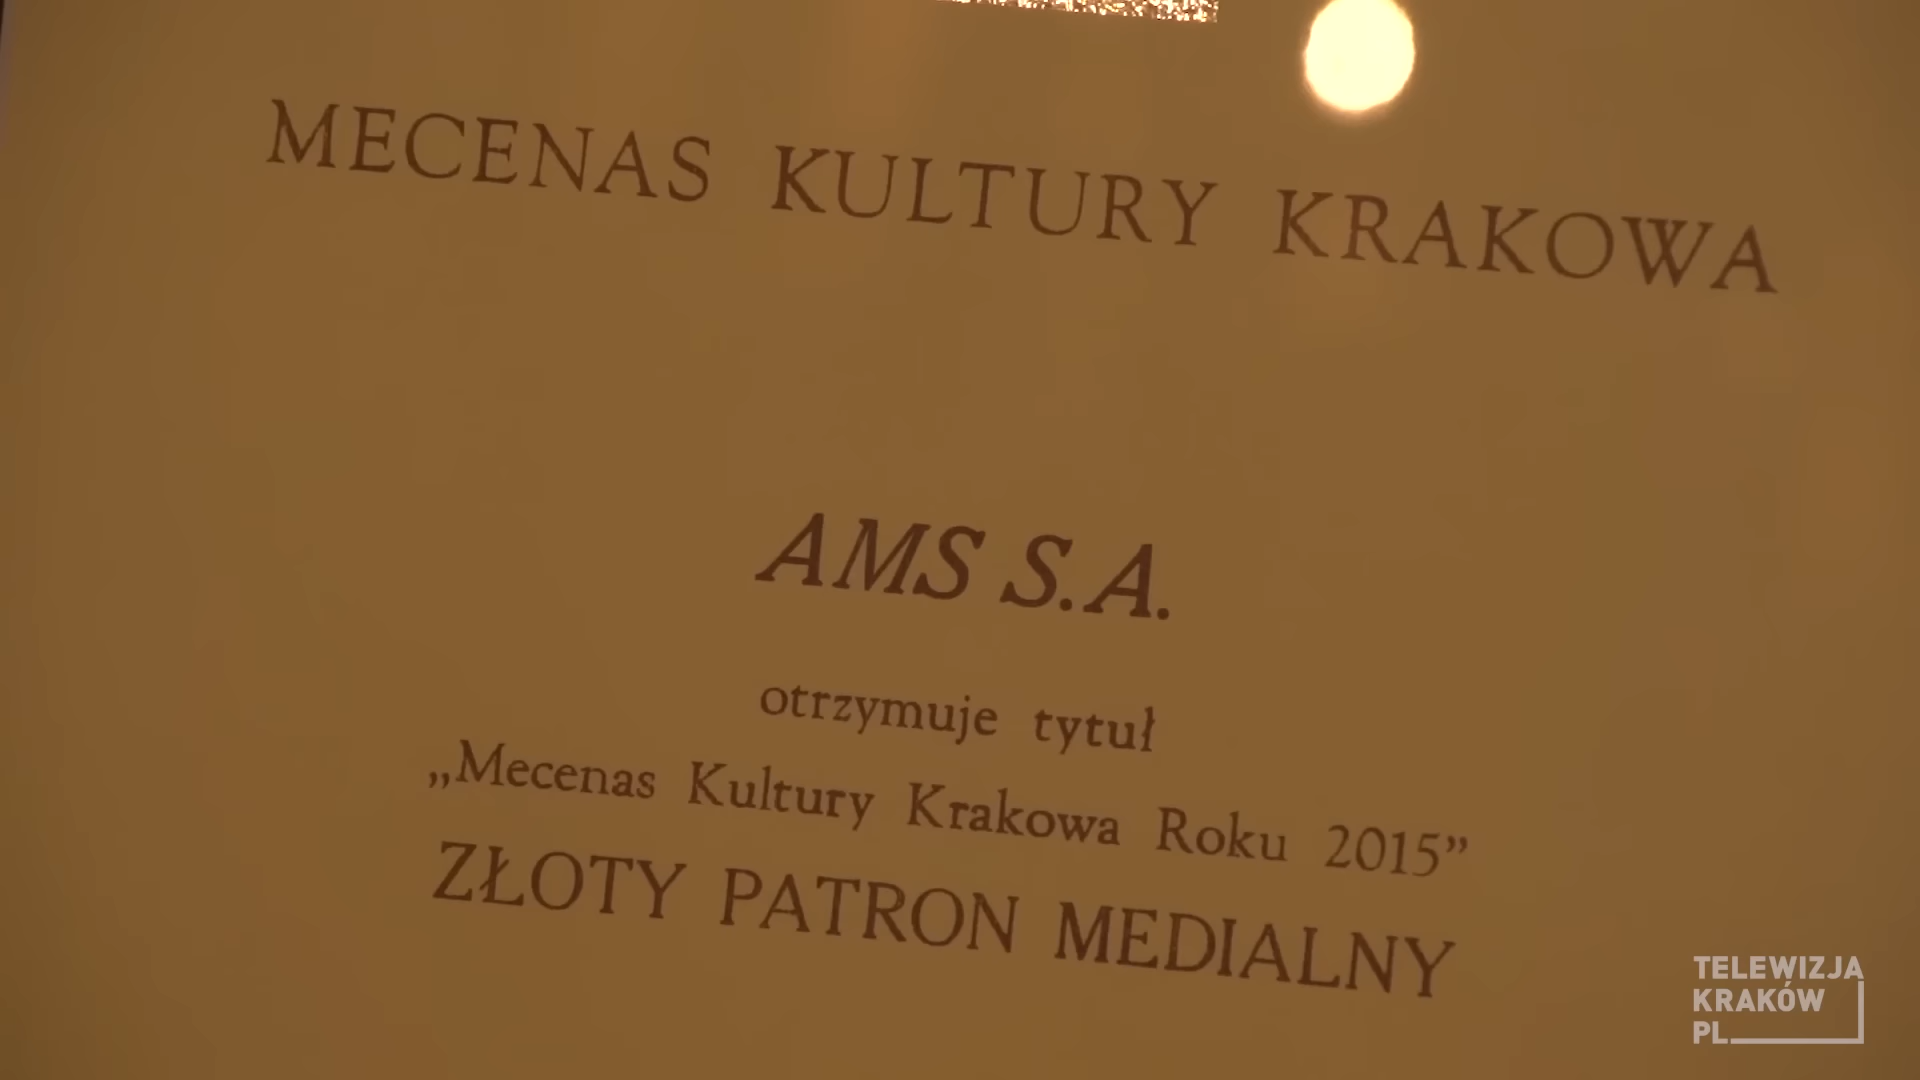 MECENAS KULTURY KRAKOWA
AMS S.A.
otrzymuje tytuł
„Mecenas Kultury Krakowa Roku 2015”
ZŁOTY PATRON MEDIALNY
TELEWIZJA
KRAKÓW
PL